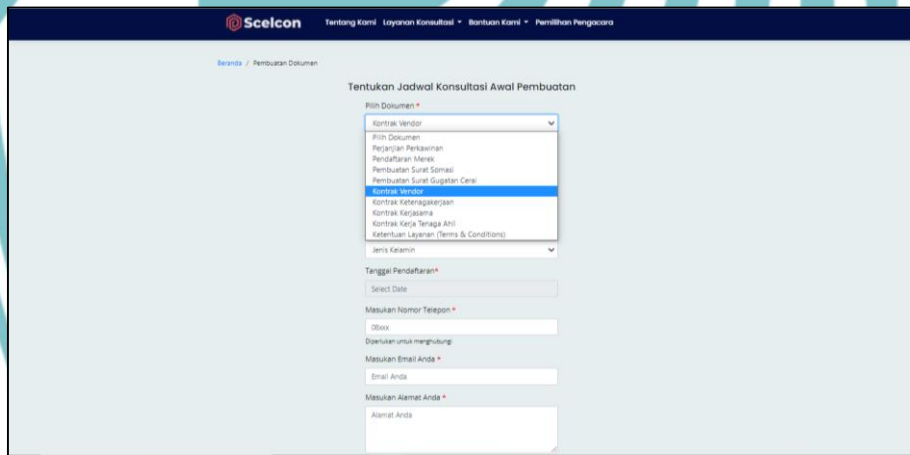 Scelcon
Tentang Kami Layanan Konsultasi Bantuan Kami Pemilihan Pengacara
Beranda / Pembuatan Dokumen
Tentukan Jadwal Konsultasi Awal Pembuatan
Pilih Dokumen *
Kontrak Vendor
Pilih Dokumen
Perjanjian Perkawinan
Pendaftaran Merek
Pembuatan Surat Somasi
Pembuatan Surat Gugatan Cerai
Kontrak Vendor
Kontrak Ketenagakerjaan
Kontrak Kerjasama
Kontrak Kerja Tenaga Ahli
Ketentuan Layanan (Terms & Conditions)
Jenis Kelamin
Tanggal Pendaftaran*
Select Date
Masukan Nomor Telepon *
08xxx
Diperlukan untuk menghubungi
Masukan Email Anda *
Email Anda
Masukan Alamat Anda *
Alamat Anda